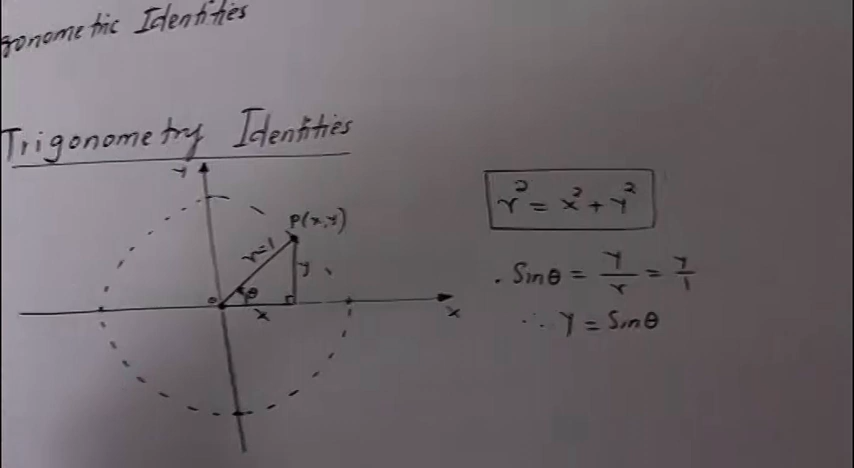 gonometric Identities
Trigonometry Identities
Y
P(x,y)
r=1
y
θ
o
x
x
r² = x² + y²
. Sinθ = y/r = y/1
∴ y = Sinθ